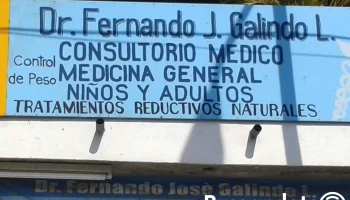 Dr. Fernando J. Galindo L.
CONSULTORIO MEDICO
Control de Peso
MEDICINA GENERAL
NIÑOS Y ADULTOS
TRATAMIENTOS REDUCTIVOS NATURALES
Dr. Fernando José Galindo L.